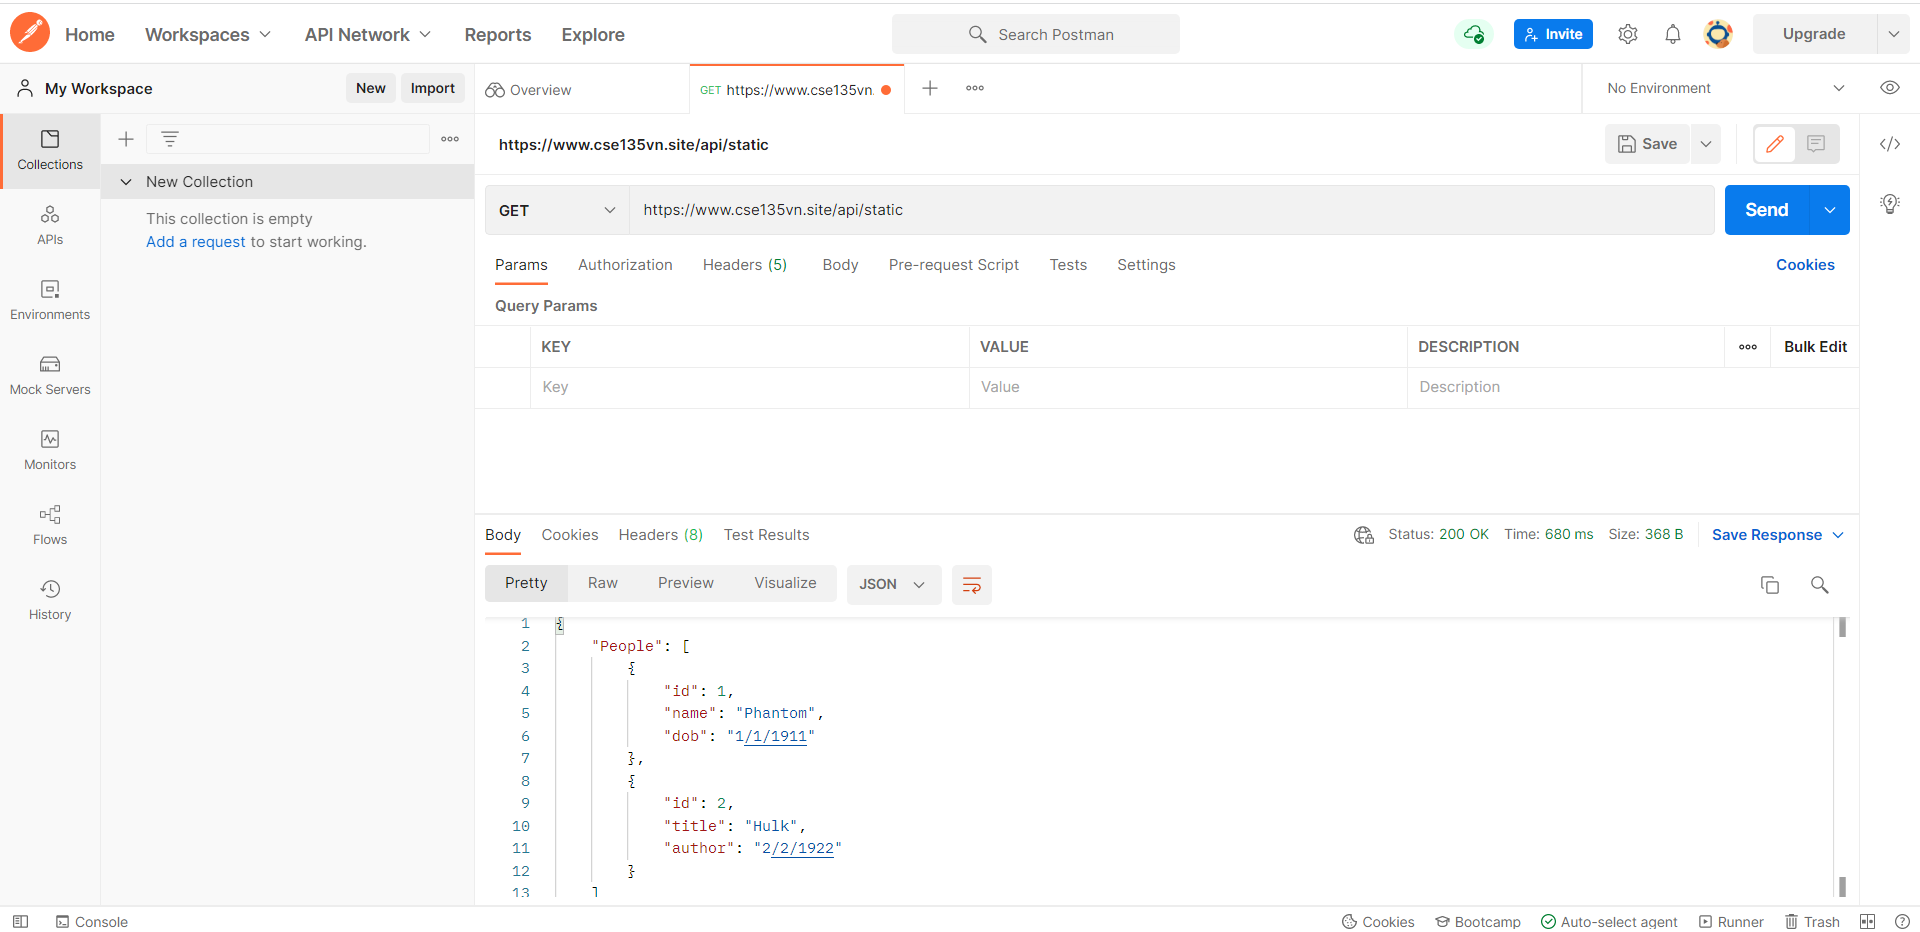 Home Workspaces API Network Reports Explore Search Postman Invite Upgrade
My Workspace New Import Overview GET https://www.cse135vn. No Environment
Collections
APIs
Environments
Mock Servers
Monitors
Flows
History
New Collection
This collection is empty
Add a request to start working.
https://www.cse135vn.site/api/static Save
GET https://www.cse135vn.site/api/static Send
Params Authorization Headers (5) Body Pre-request Script Tests Settings Cookies
Query Params
KEY VALUE DESCRIPTION Bulk Edit
Key Value Description
Body Cookies Headers (8) Test Results Status: 200 OK Time: 680 ms Size: 368 B Save Response
Pretty Raw Preview Visualize JSON
1 {
2 "People": [
3 {
4 "id": 1,
5 "name": "Phantom",
6 "dob": "1/1/1911"
7 },
8 {
9 "id": 2,
10 "title": "Hulk",
11 "author": "2/2/1922"
12 }
13 ]
Console Cookies Bootcamp Auto-select agent Runner Trash